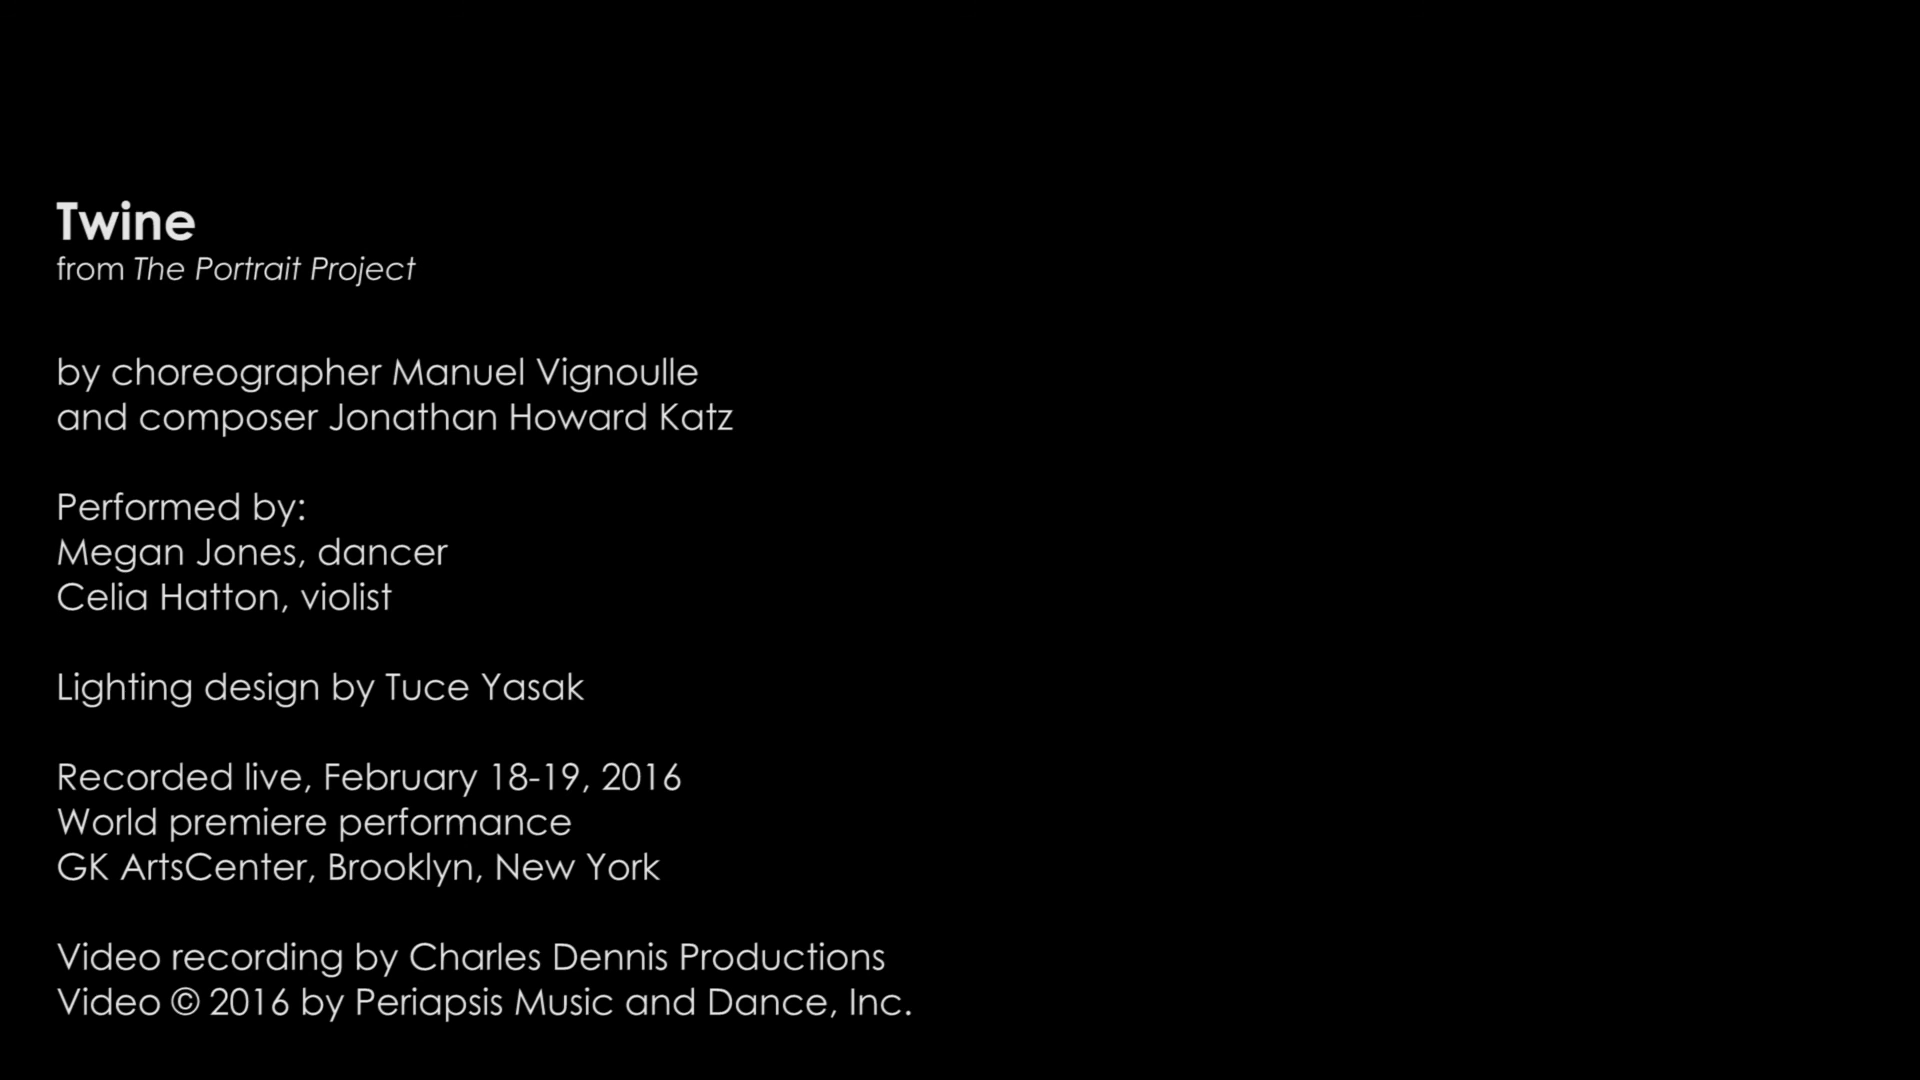 Twine
from The Portrait Project
by choreographer Manuel Vignoulle
and composer Jonathan Howard Katz
Performed by:
Megan Jones, dancer
Celia Hatton, violist
Lighting design by Tuce Yasak
Recorded live, February 18-19, 2016
World premiere performance
GK ArtsCenter, Brooklyn, New York
Video recording by Charles Dennis Productions
Video © 2016 by Periapsis Music and Dance, Inc.